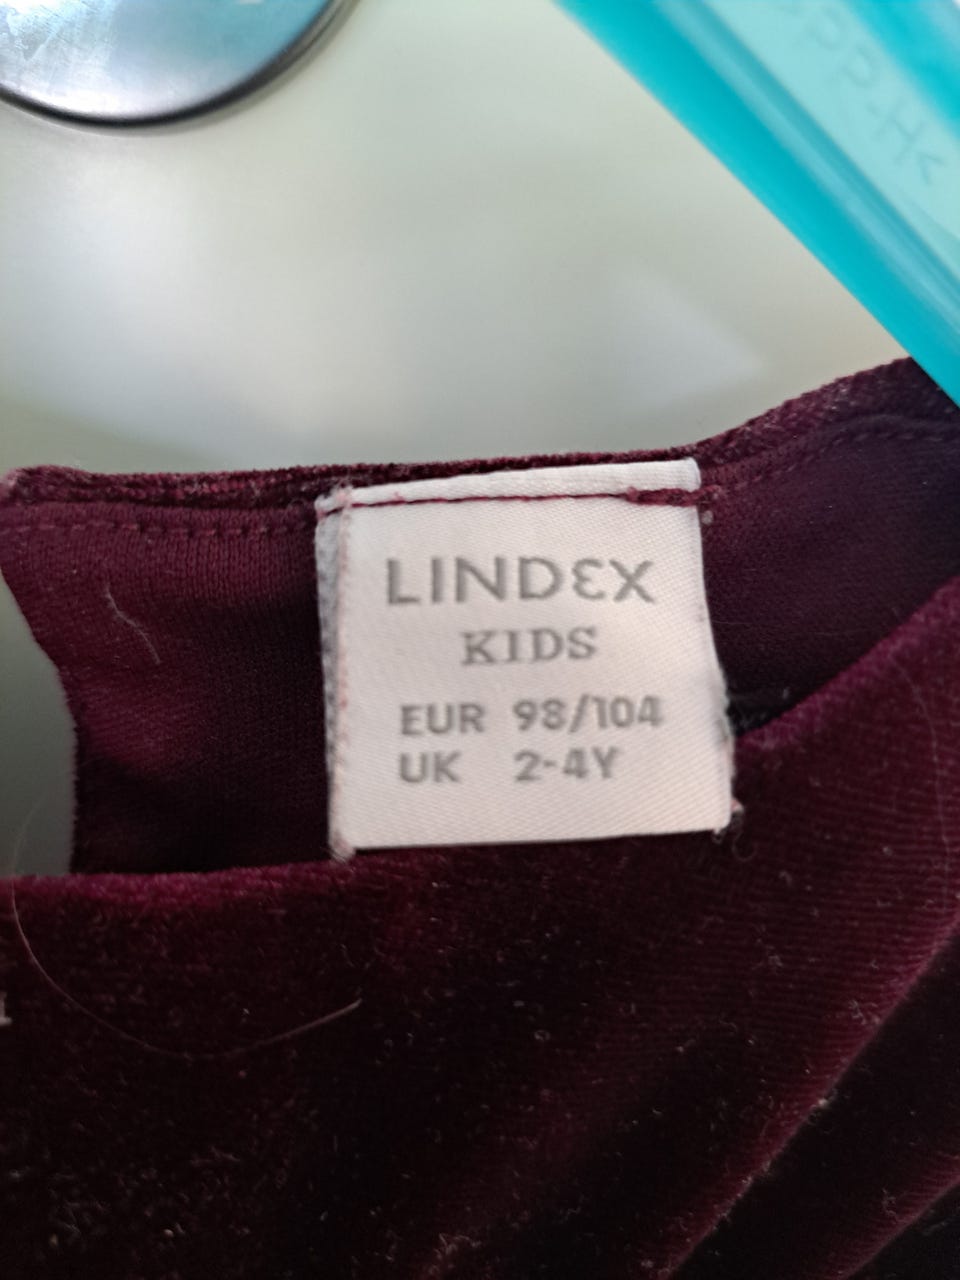 LINDEX
KIDS
EUR 98/104
UK 2-4Y